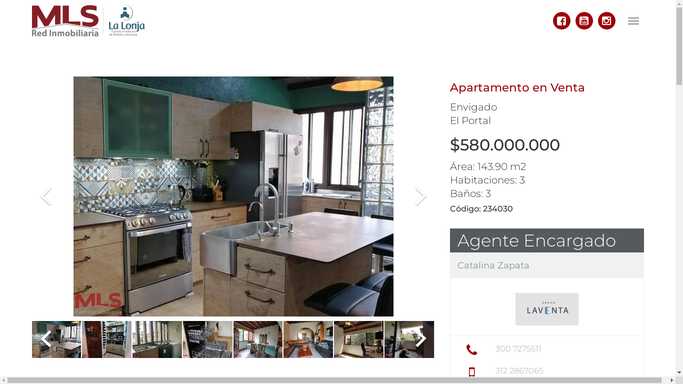 MLS
Red Inmobiliaria
La Lonja
Apartamento en Venta
Envigado
El Portal
$580.000.000
Área: 143.90 m2
Habitaciones: 3
Baños: 3
Código: 234030
MLS
Agente Encargado
Catalina Zapata
LAVENTA
300 7275611
312 2867065